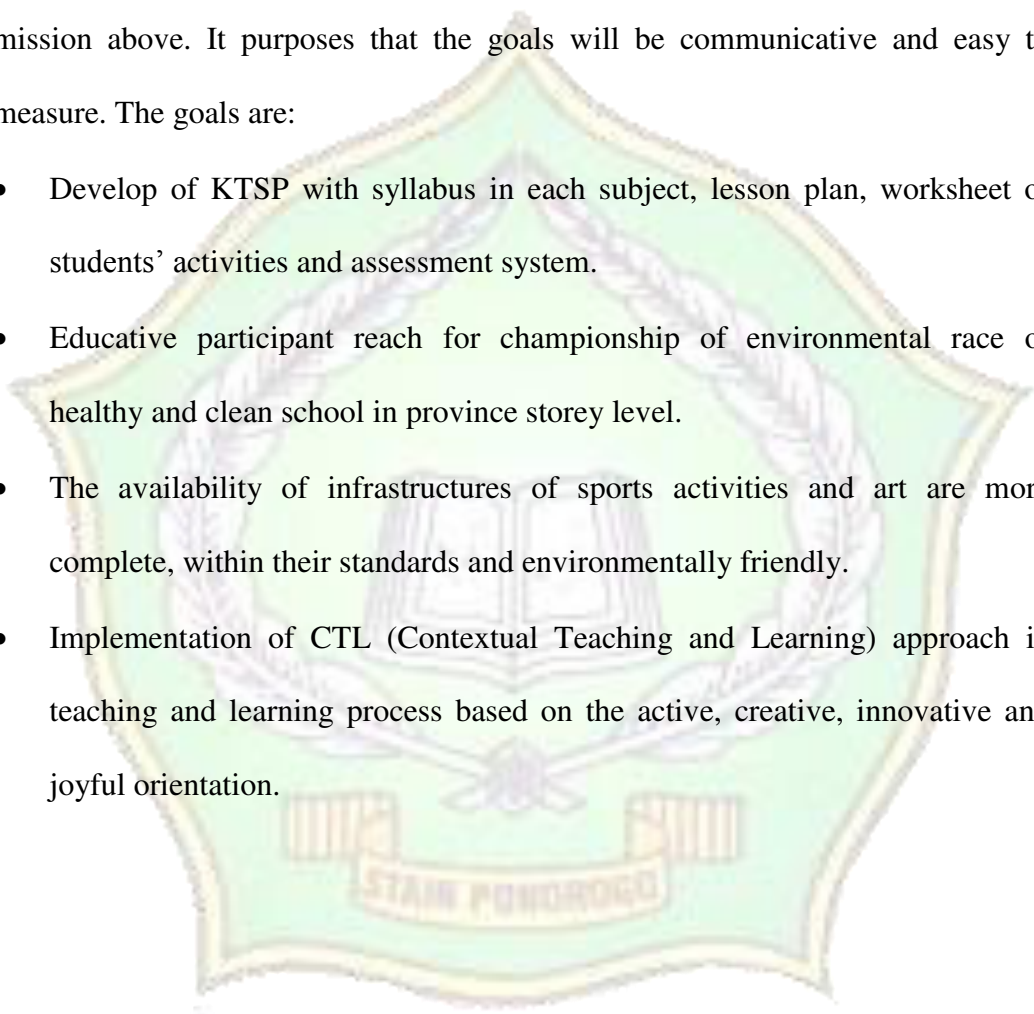 mission above. It purposes that the goals will be communicative and easy t
measure. The goals are:
• Develop of KTSP with syllabus in each subject, lesson plan, worksheet o
students’ activities and assessment system.
• Educative participant reach for championship of environmental race o
healthy and clean school in province storey level.
• The availability of infrastructures of sports activities and art are mor
complete, within their standards and environmentally friendly.
• Implementation of CTL (Contextual Teaching and Learning) approach i
teaching and learning process based on the active, creative, innovative an
joyful orientation.
STAIN PONOROGO